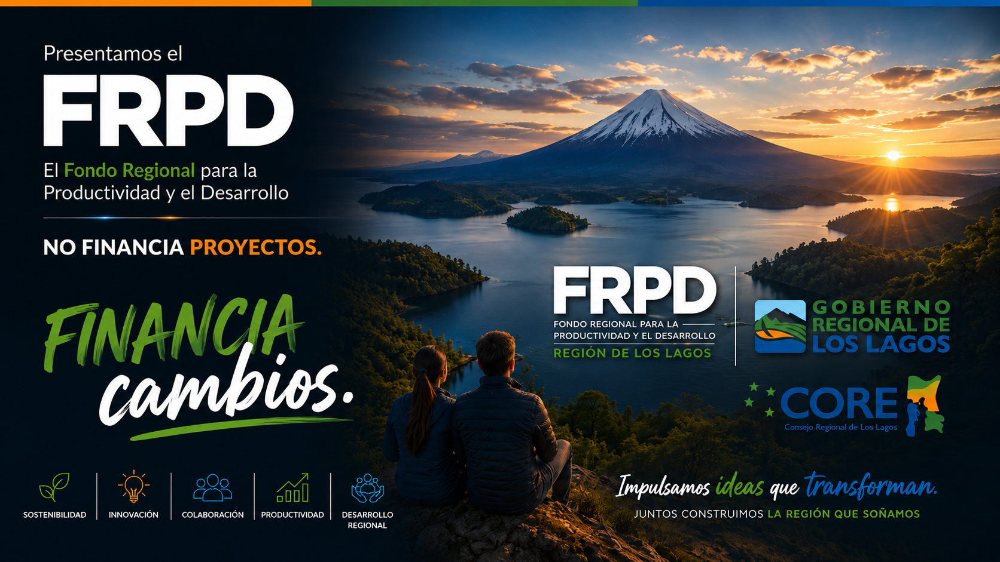 Presentamos el
FRPD
El Fondo Regional para la
Productividad y el Desarrollo
NO FINANCIA PROYECTOS.
FINANCIA
cambios.
SOSTENIBILIDAD
INNOVACIÓN
COLABORACIÓN
PRODUCTIVIDAD
DESARROLLO
REGIONAL
FRPD
FONDO REGIONAL PARA LA
PRODUCTIVIDAD Y EL DESARROLLO
REGIÓN DE LOS LAGOS
GOBIERNO
REGIONAL DE
LOS LAGOS
CORE
Consejo Regional de Los Lagos
Impulsamos ideas que transforman.
JUNTOS CONSTRUIMOS LA REGIÓN QUE SOÑAMOS